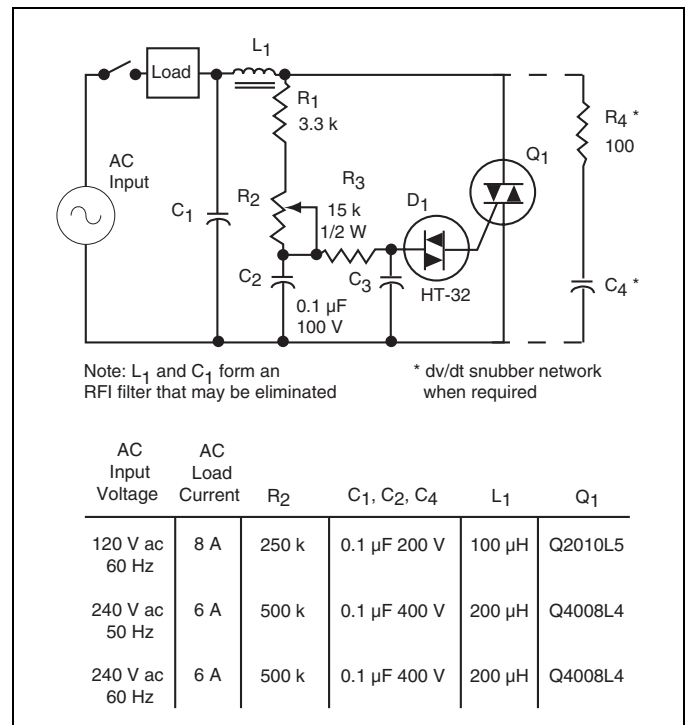 L1
Load
R1
3.3 k
R4 *
100
AC
Input
Q1
R3
R2
15 k
1/2 W
D1
C1
C2
C3
HT-32
C4 *
0.1 µF
100 V
Note: L1 and C1 form an
RFI filter that may be eliminated
* dv/dt snubber network
when required
AC
Input
Voltage
AC
Load
Current
R2
C1, C2, C4
L1
Q1
120 V ac
60 Hz
8 A
250 k
0.1 µF 200 V
100 µH
Q2010L5
240 V ac
50 Hz
6 A
500 k
0.1 µF 400 V
200 µH
Q4008L4
240 V ac
60 Hz
6 A
500 k
0.1 µF 400 V
200 µH
Q4008L4